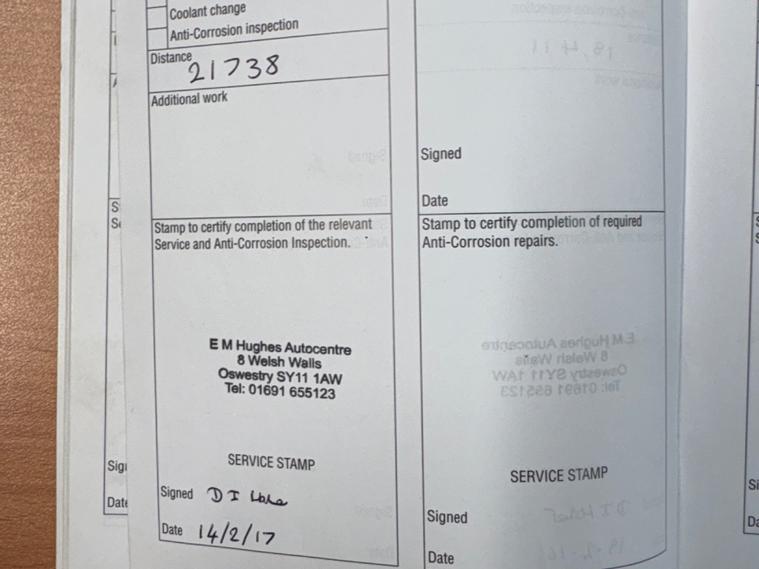 Coolant change
Anti-Corrosion inspection
Distance
21738
Additional work
Stamp to certify completion of the relevant
Service and Anti-Corrosion Inspection.
E M Hughes Autocentre
8 Welsh Walls
Oswestry SY11 1AW
Tel: 01691 655123
SERVICE STAMP
Signed D I
Date 14/2/17
Signed
Date
Stamp to certify completion of required
Anti-Corrosion repairs.
SERVICE STAMP
Signed
Date